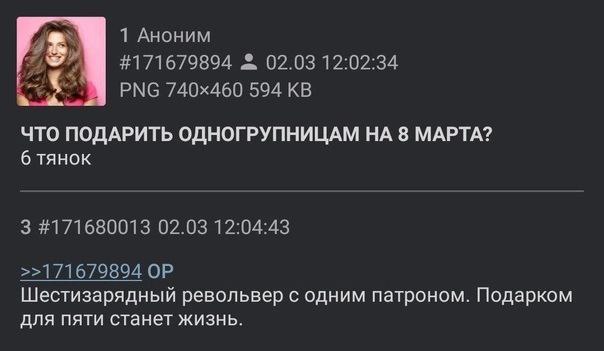 1 Аноним
#171679894 02.03 12:02:34
PNG 740×460 594 KB
ЧТО ПОДАРИТЬ ОДНОГРУПНИЦАМ НА 8 МАРТА?
6 тянок
3 #171680013 02.03 12:04:43
>>171679894 OP
Шестизарядный револьвер с одним патроном. Подарком
для пяти станет жизнь.